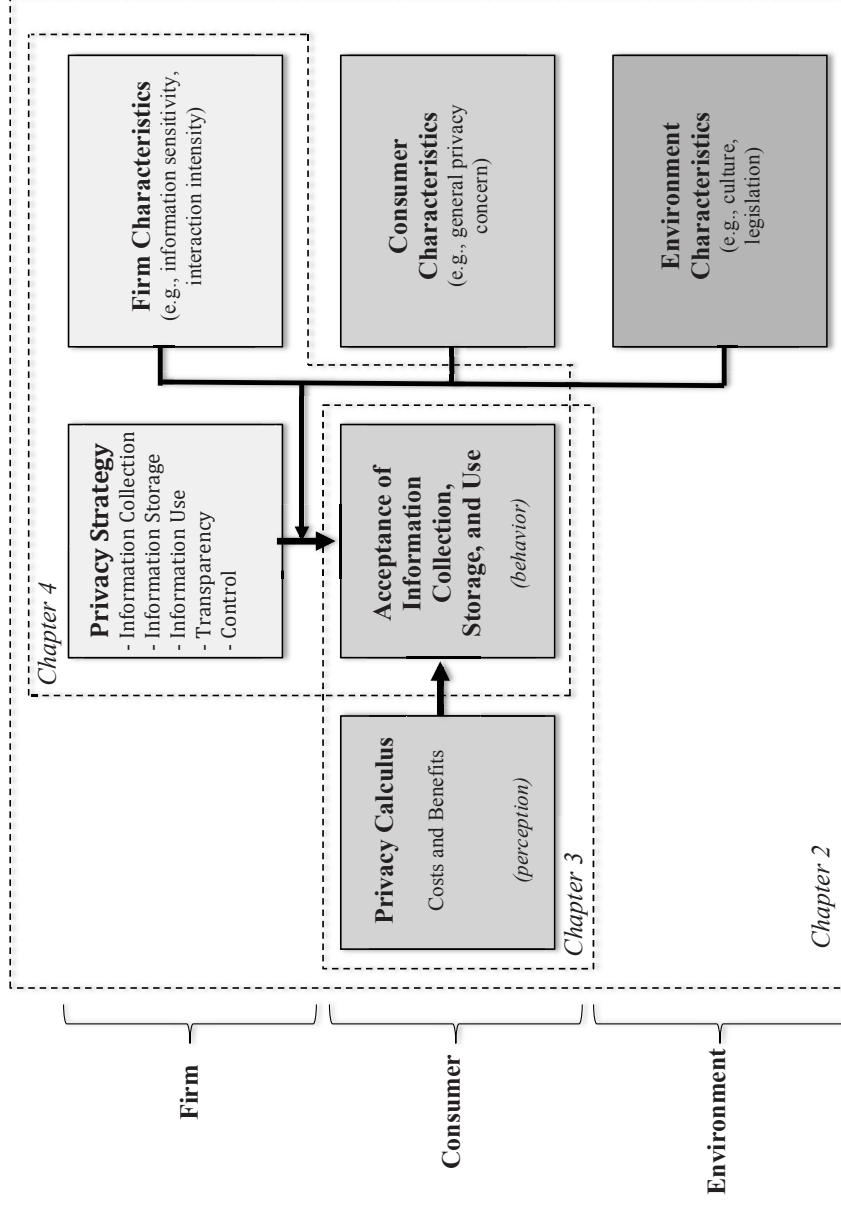 Firm
Consumer
Environment
Chapter 4
Privacy Strategy
- Information Collection
- Information Storage
- Information Use
- Transparency
- Control
Firm Characteristics
(e.g., information sensitivity,
interaction intensity)
Privacy Calculus
Costs and Benefits
(perception)
Chapter 3
Acceptance of
Information
Collection,
Storage, and Use
(behavior)
Consumer
Characteristics
(e.g., general privacy
concern)
Environment
Characteristics
(e.g., culture,
legislation)
Chapter 2